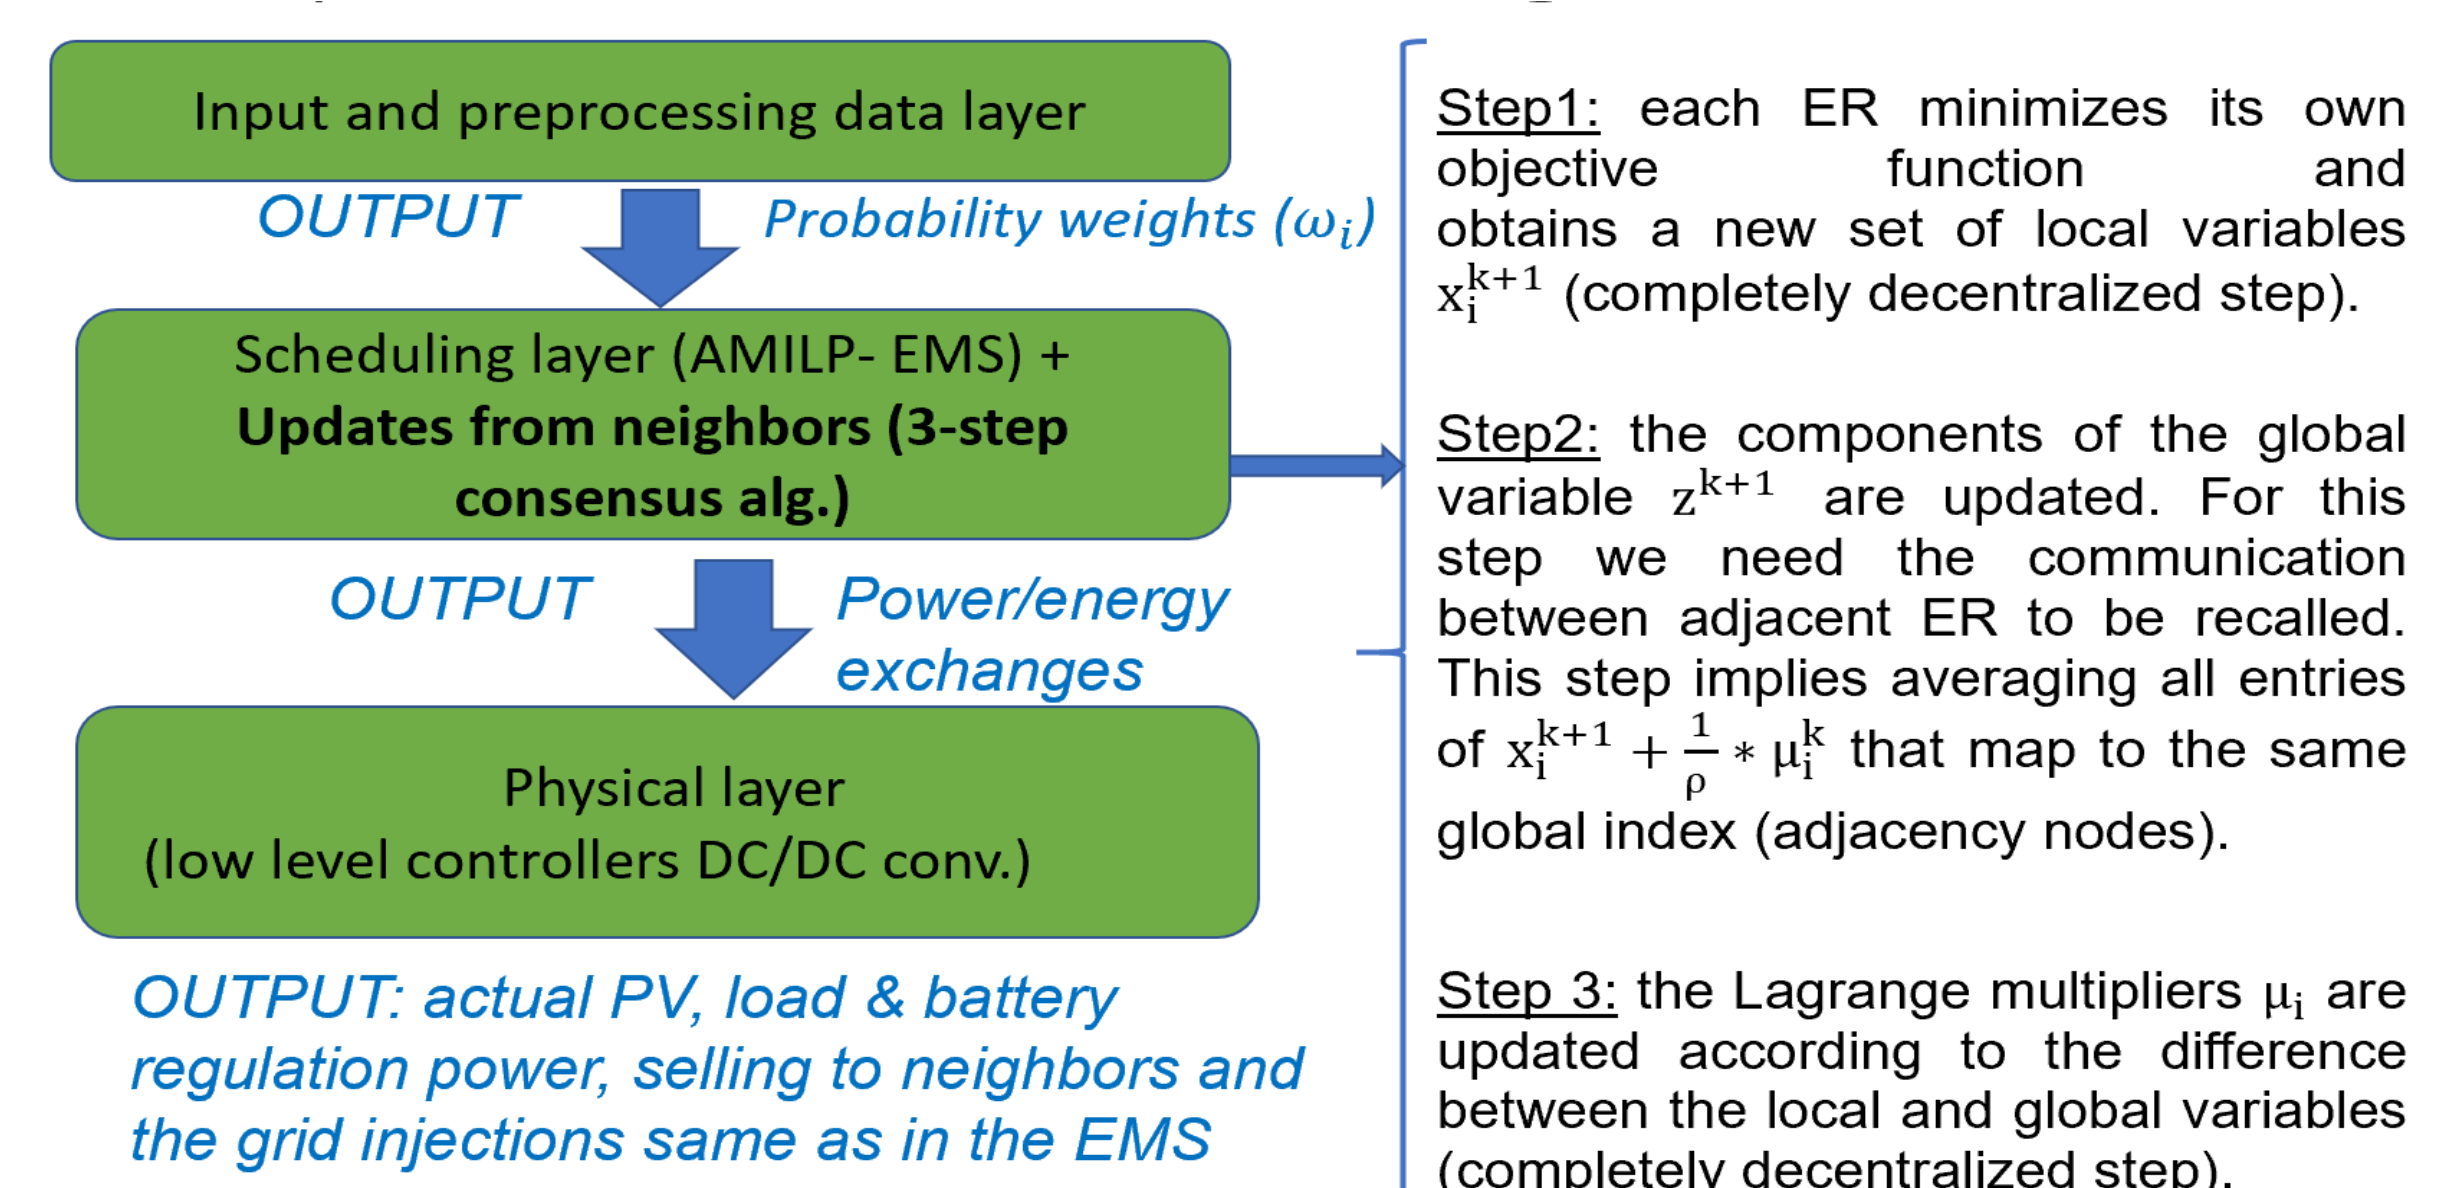 Input and preprocessing data layer
OUTPUT
Probability weights (ω_i)
Scheduling layer (AMILP- EMS) +
Updates from neighbors (3-step
consensus alg.)
OUTPUT
Power/energy
exchanges
Physical layer
(low level controllers DC/DC conv.)
OUTPUT: actual PV, load & battery
regulation power, selling to neighbors and
the grid injections same as in the EMS
Step1: each ER minimizes its own
objective function and
obtains a new set of local variables
x_i^{k+1} (completely decentralized step).
Step2: the components of the global
variable z^{k+1} are updated. For this
step we need the communication
between adjacent ER to be recalled.
This step implies averaging all entries
of x_i^{k+1} + 1/ρ * μ_i^k that map to the same
global index (adjacency nodes).
Step 3: the Lagrange multipliers μ_i are
updated according to the difference
between the local and global variables
(completely decentralized step).